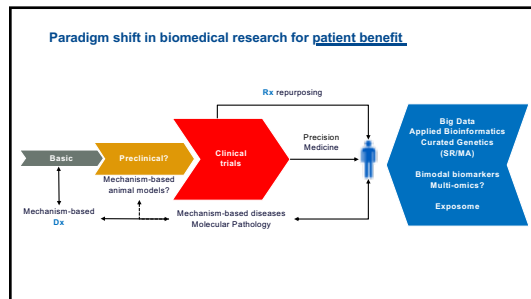 Paradigm shift in biomedical research for patient benefit
Rx repurposing
Basic
Preclinical?
Clinical
trials
Precision
Medicine
Big Data
Applied Bioinformatics
Curated Genetics
(SR/MA)
Bimodal biomarkers
Multi-omics?
Exposome
Mechanism-based
animal models?
Mechanism-based
Dx
Mechanism-based diseases
Molecular Pathology